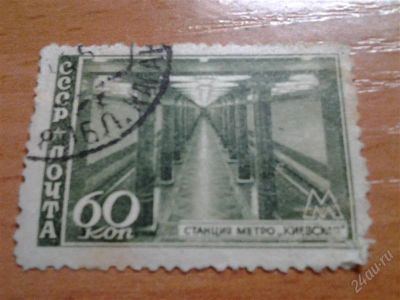 СССР ★ ПОЧТА
60
КОП
СТАНЦИЯ МЕТРО „КИЕВСКАЯ"
М
24au.ru